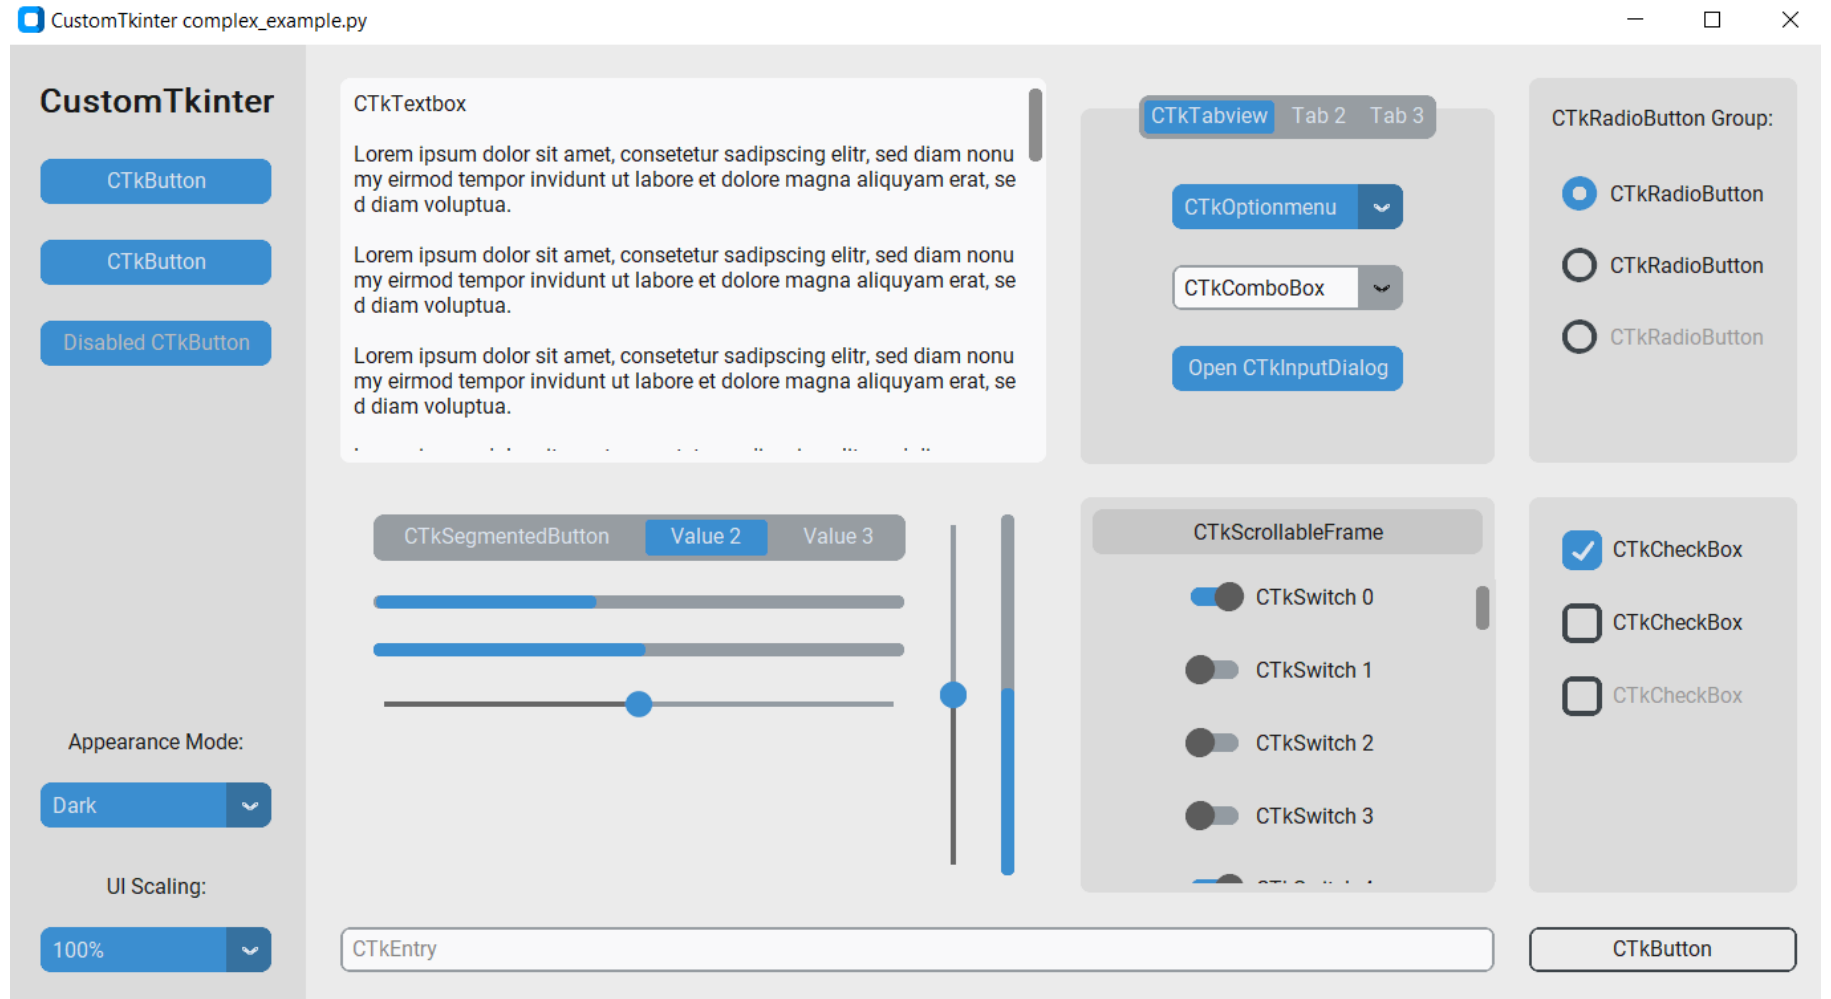 CustomTkinter complex_example.py
CustomTkinter
CTkButton
CTkButton
Disabled CTkButton
Appearance Mode:
Dark
UI Scaling:
100%
CTkTextbox
Lorem ipsum dolor sit amet, consetetur sadipscing elitr, sed diam nonu
my eirmod tempor invidunt ut labore et dolore magna aliquyam erat, se
d diam voluptua.
Lorem ipsum dolor sit amet, consetetur sadipscing elitr, sed diam nonu
my eirmod tempor invidunt ut labore et dolore magna aliquyam erat, se
d diam voluptua.
Lorem ipsum dolor sit amet, consetetur sadipscing elitr, sed diam nonu
my eirmod tempor invidunt ut labore et dolore magna aliquyam erat, se
d diam voluptua.
CTkTabview Tab 2 Tab 3
CTkOptionmenu
CTkComboBox
Open CTkInputDialog
CTkRadioButton Group:
CTkRadioButton
CTkRadioButton
CTkRadioButton
CTkSegmentedButton Value 2 Value 3
CTkScrollableFrame
CTkSwitch 0
CTkSwitch 1
CTkSwitch 2
CTkSwitch 3
CTkCheckBox
CTkCheckBox
CTkCheckBox
CTkEntry
CTkButton